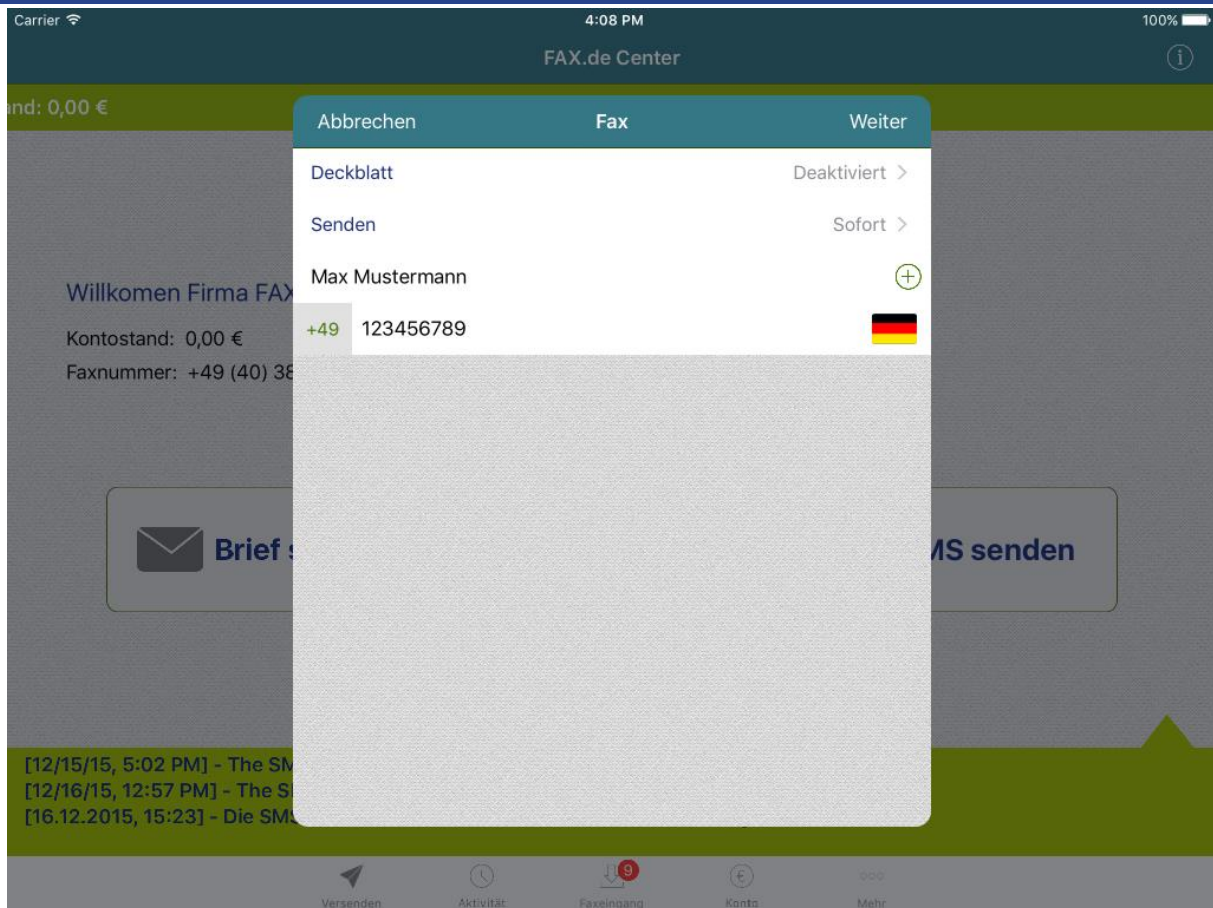 Carrier 4:08 PM 100%
FAX.de Center
and: 0,00 €
Abbrechen Fax Weiter
Deckblatt Deaktiviert
Senden Sofort
Max Mustermann
+49 123456789
Willkomen Firma FAX
Kontostand: 0,00 €
Faxnummer: +49 (40) 38
Brief s MS senden
[12/15/15, 5:02 PM] - The SM
[12/16/15, 12:57 PM] - The S
[16.12.2015, 15:23] - Die SMS
9
Versenden Aktivität Faxeingang Konto Mehr